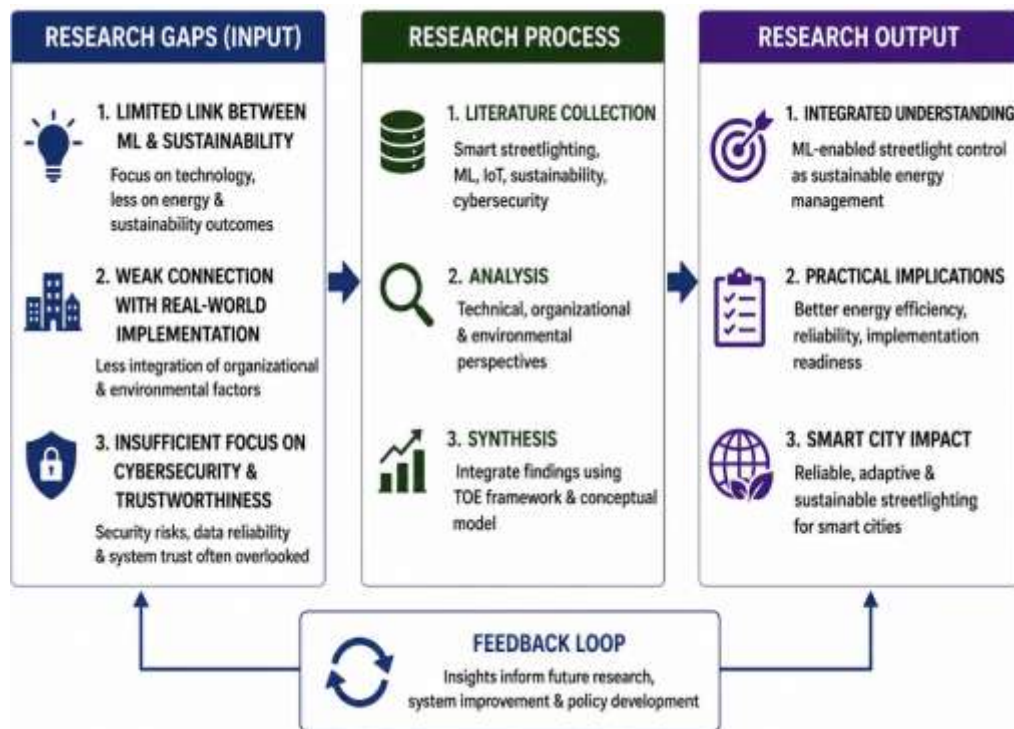 RESEARCH GAPS (INPUT)
1. LIMITED LINK BETWEEN
ML & SUSTAINABILITY
Focus on technology,
less on energy &
sustainability outcomes
2. WEAK CONNECTION
WITH REAL-WORLD
IMPLEMENTATION
Less integration of organizational
& environmental factors
3. INSUFFICIENT FOCUS ON
CYBERSECURITY &
TRUSTWORTHINESS
Security risks, data reliability
& system trust often overlooked
RESEARCH PROCESS
1. LITERATURE COLLECTION
Smart streetlighting,
ML, IoT, sustainability,
cybersecurity
2. ANALYSIS
Technical, organizational
& environmental
perspectives
3. SYNTHESIS
Integrate findings using
TOE framework & conceptual
model
RESEARCH OUTPUT
1. INTEGRATED UNDERSTANDING
ML-enabled streetlight control
as sustainable energy
management
2. PRACTICAL IMPLICATIONS
Better energy efficiency,
reliability, implementation
readiness
3. SMART CITY IMPACT
Reliable, adaptive &
sustainable streetlighting
for smart cities
FEEDBACK LOOP
Insights inform future research,
system improvement & policy development